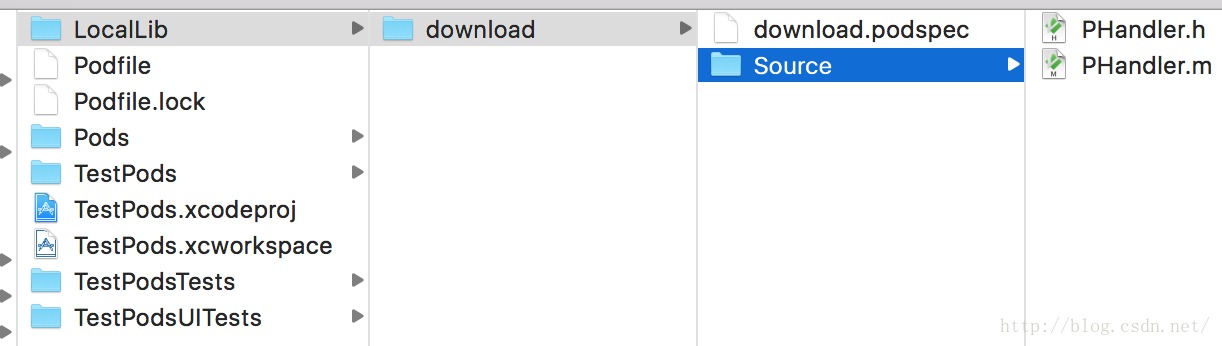 LocalLib
Podfile
Podfile.lock
Pods
TestPods
TestPods.xcodeproj
TestPods.xcworkspace
TestPodsTests
TestPodsUITests
download
download.podspec
Source
PHandler.h
PHandler.m
H
M
http://blog.csdn.net/